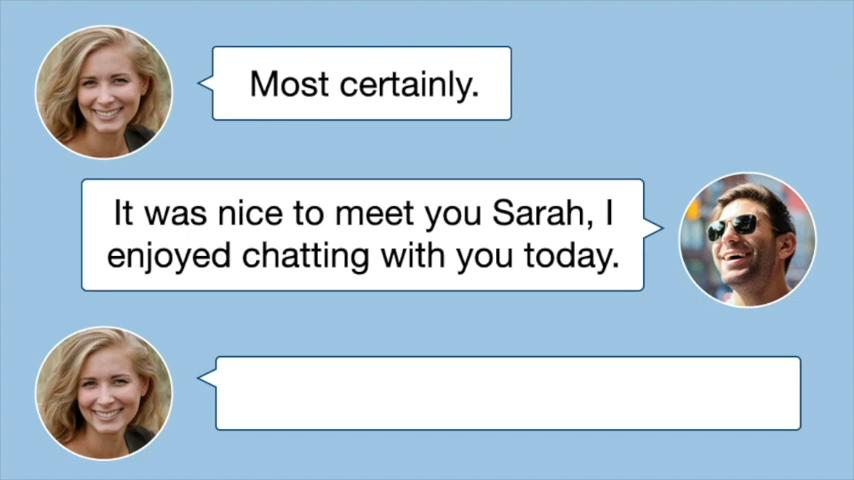 Most certainly.
It was nice to meet you Sarah, I
enjoyed chatting with you today.